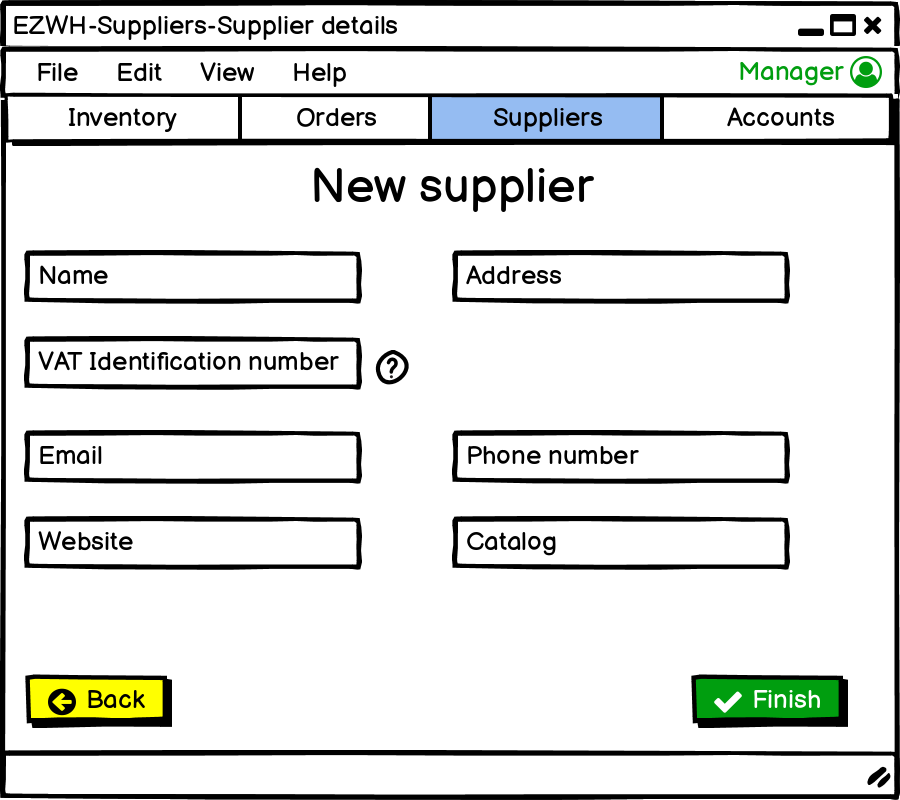 EZWH-Suppliers-Supplier details
File Edit View Help Manager
Inventory Orders Suppliers Accounts
New supplier
Name Address
VAT Identification number ?
Email Phone number
Website Catalog
Back Finish